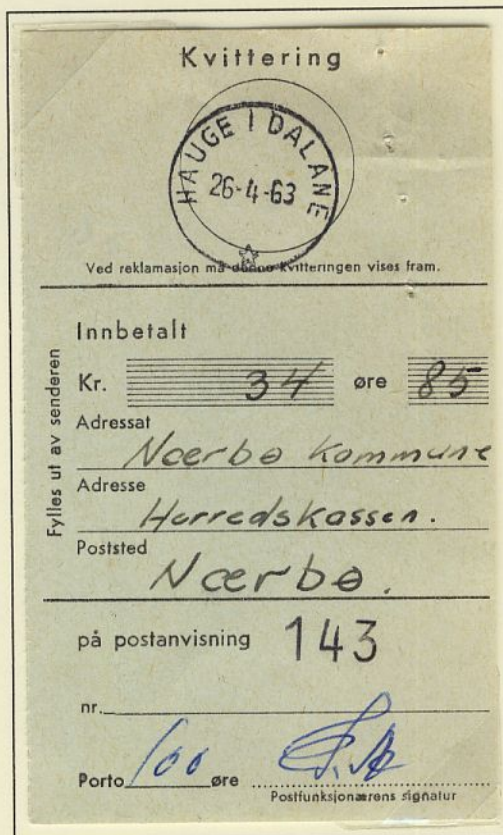 Kvittering
HAUGE I DALANE
26-4-63
Ved reklamasjon må denne kvitteringen vises fram.
Fylles ut av senderen
Innbetalt
Kr. 34 øre 85
Adressat
Nærbø Kommune
Adresse
Herredskassen.
Poststed
Nærbø.
på postanvisning 143
nr.
Porto 100 øre
Postfunksjonærens signatur